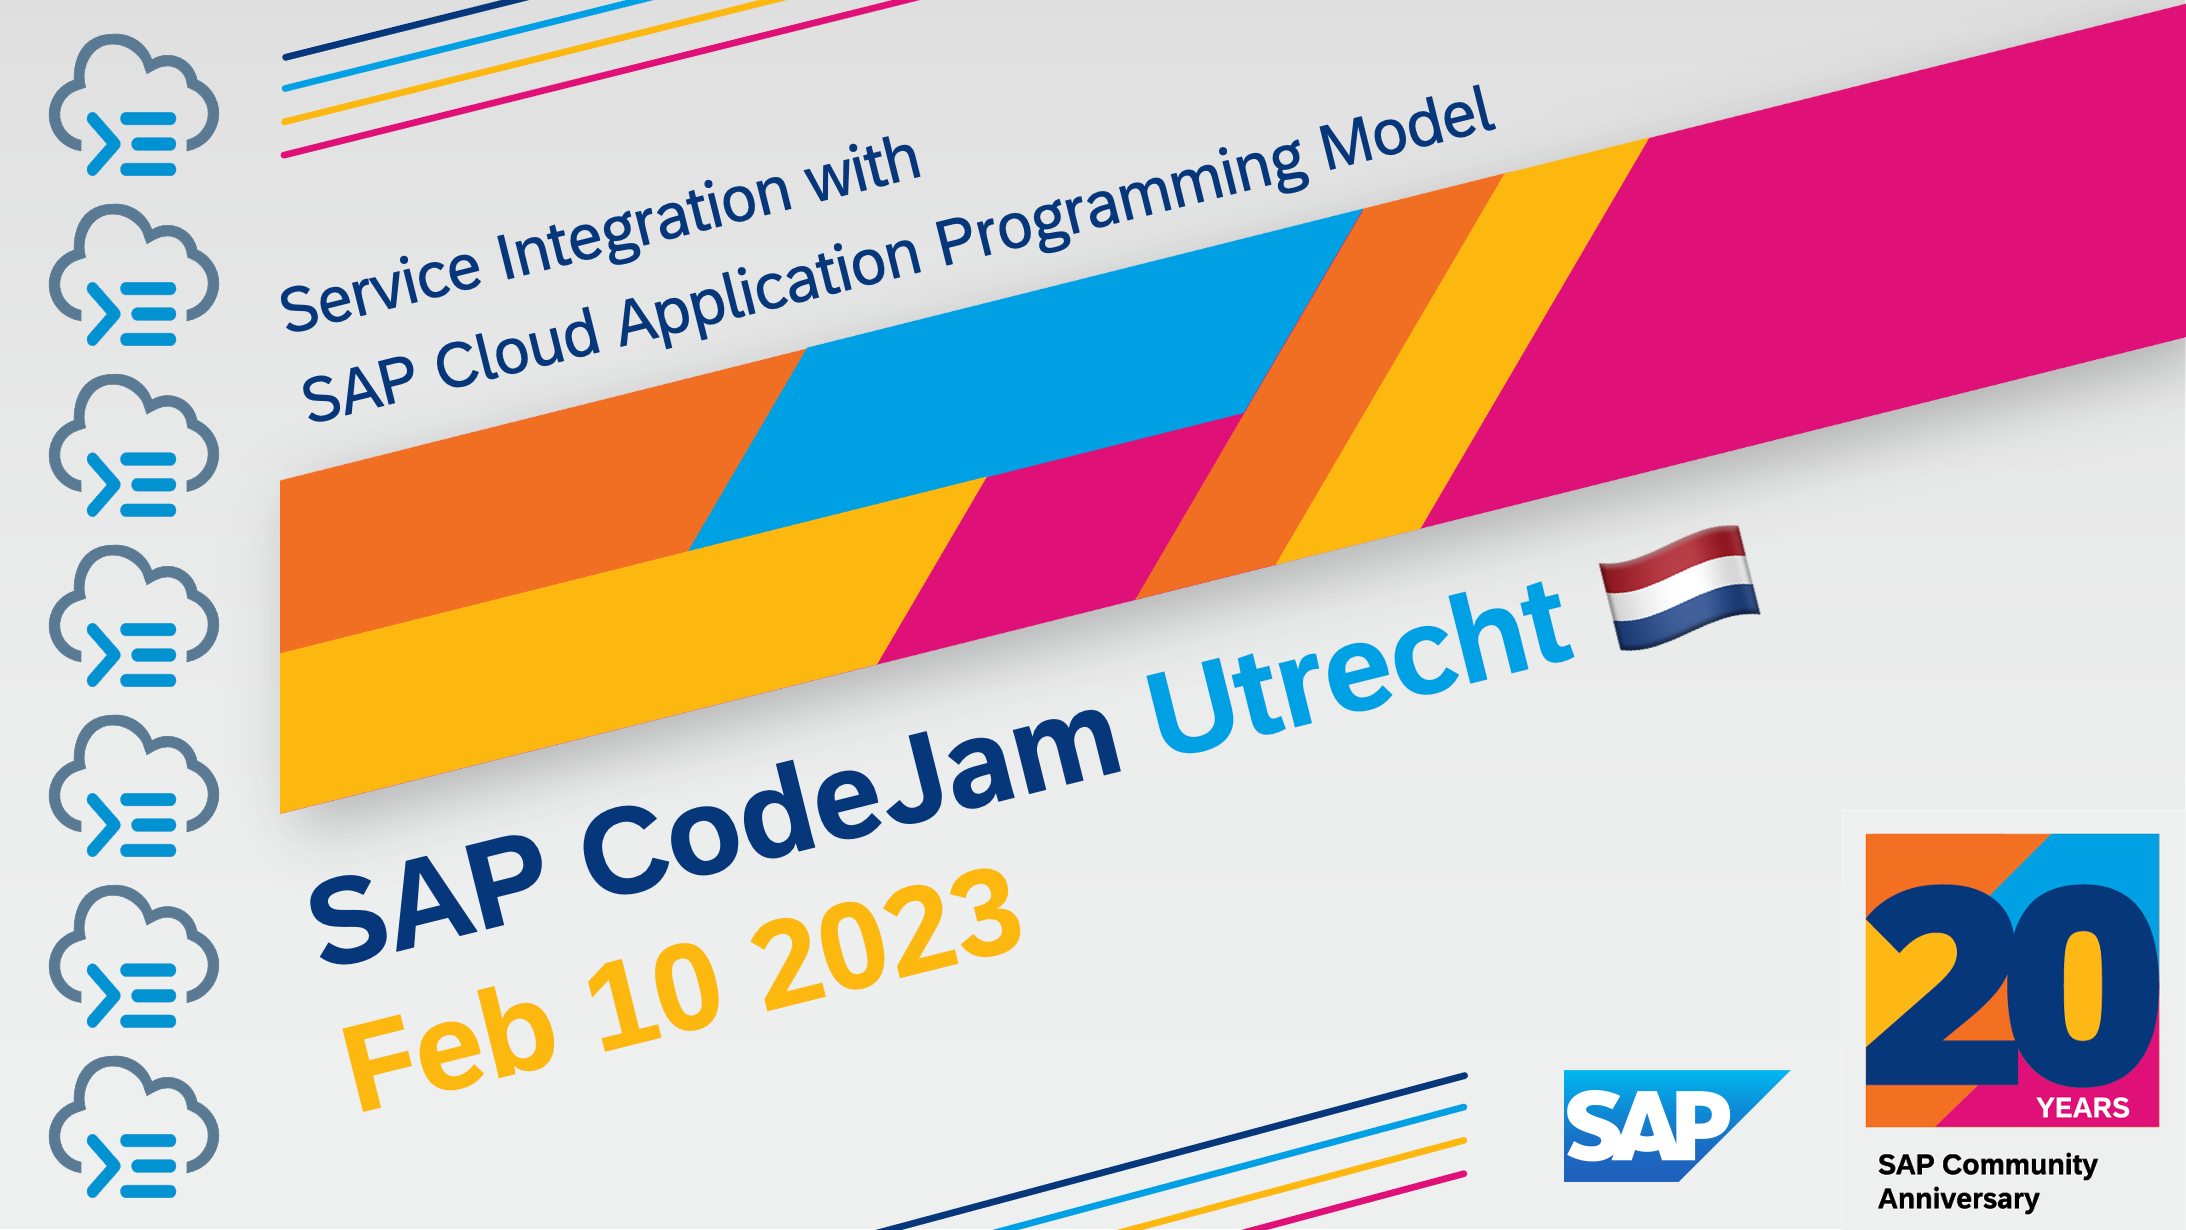 Service Integration with
SAP Cloud Application Programming Model
SAP CodeJam Utrecht
Feb 10 2023
SAP
20
YEARS
SAP Community
Anniversary